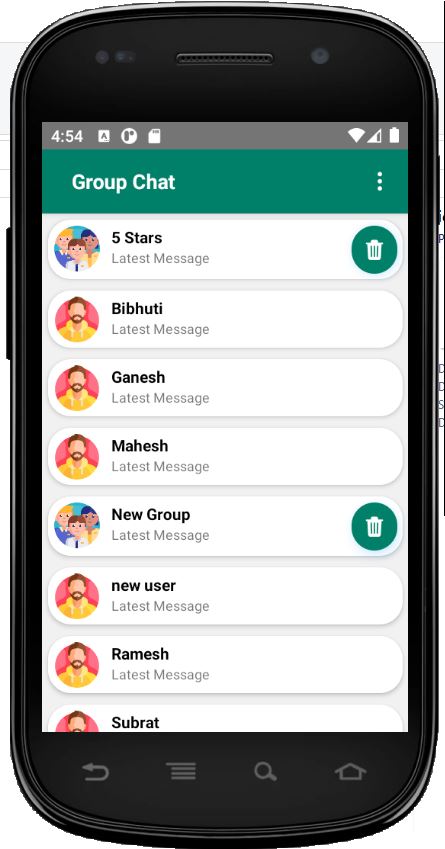 4:54
Group Chat
5 Stars
Latest Message
Bibhuti
Latest Message
Ganesh
Latest Message
Mahesh
Latest Message
New Group
Latest Message
new user
Latest Message
Ramesh
Latest Message
Subrat